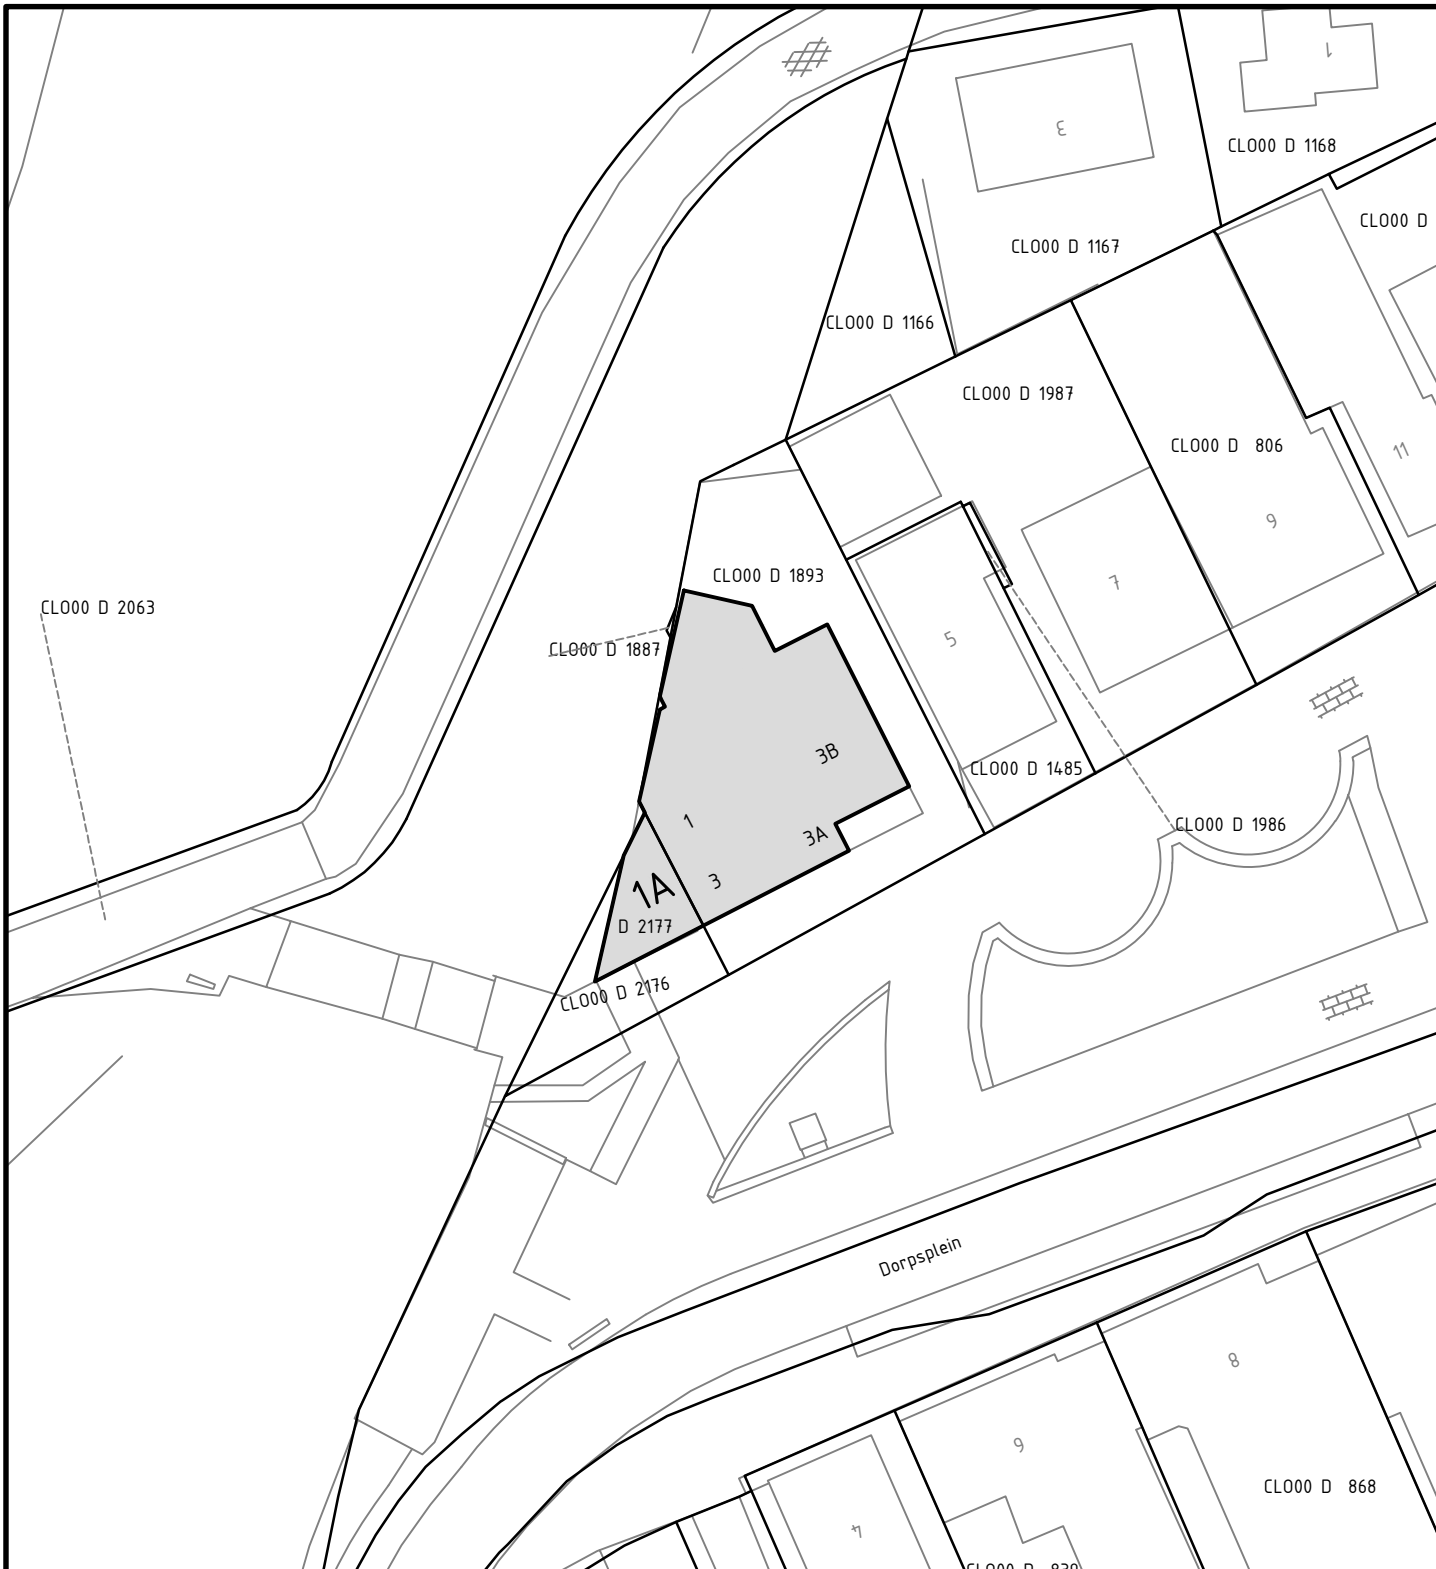 1
CLO00 D 1168
3
CLO00 D
CLO00 D 1167
CLO00 D 1166
CLO00 D 1987
CLO00 D 806
11
9
CLO00 D 1893
7
CLO00 D 2063
5
CLO00 D 1887
3B
CLO00 D 1485
1
3A
CLO00 D 1986
3
1A
D 2177
CLO00 D 2176
Dorpsplein
8
6
CLO00 D 868
4